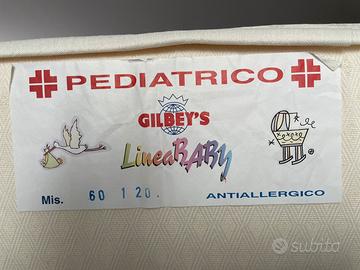 PEDIATRICO
GILBEY'S
LineaBABY
Mis. 60 120. ANTIALLERGICO
subito